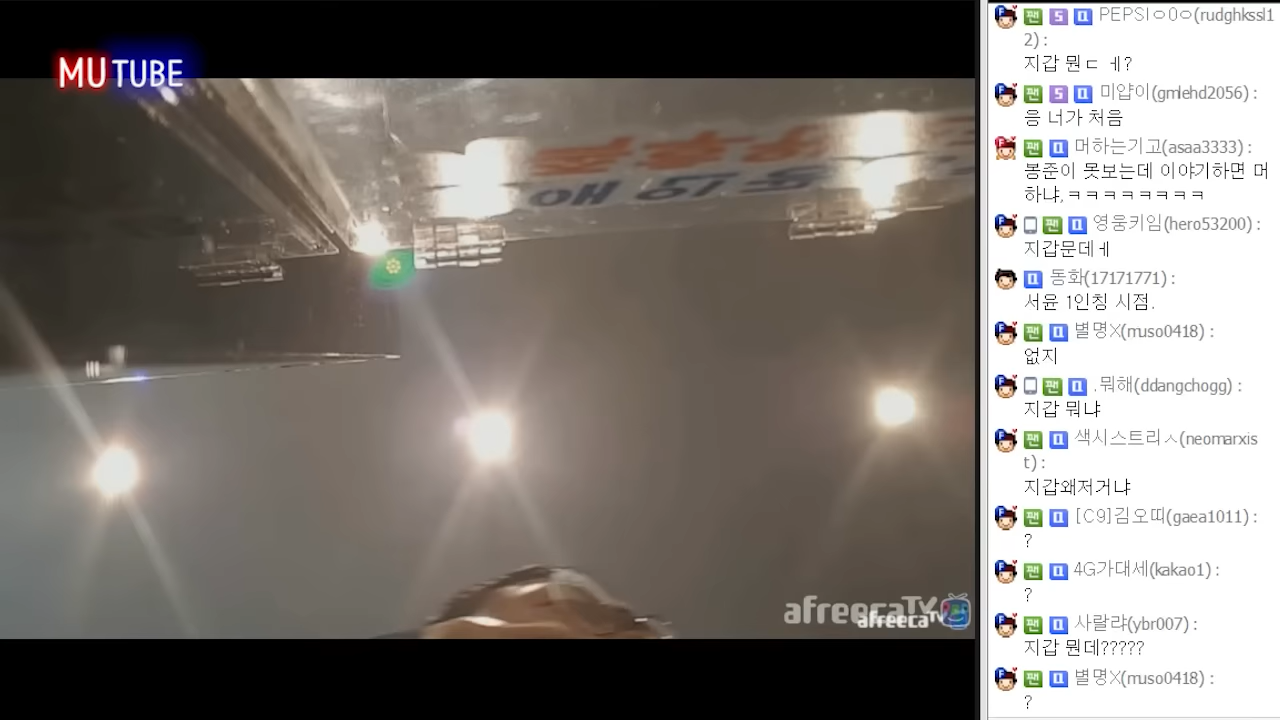 MU TUBE
afreecaTV
afreecaTV
PEPSIㅇ0ㅇ(rudghkssl1
2) :
지갑 뭔ㄷ ㅔ?
미얍이(gmlehd2056) :
응 너가 처음
머하는기고(asaa3333) :
봉준이 못보는데 이야기하면 머
하냐,ㅋㅋㅋㅋㅋㅋㅋㅋ
영웅키임(hero53200) :
지갑문데ㅔ
동화(17171771) :
서윤 1인칭 시점.
별명X(muso0418) :
없지
.뭐해(ddangchogg) :
지갑 뭐냐
색시스트리ㅅ(neomarxis
t) :
지갑왜저거냐
[C9]김오띠(gaea1011) :
?
4G가대세(kakao1) :
?
사랄랴(ybr007) :
지갑 뭔데?????
별명X(muso0418) :
?